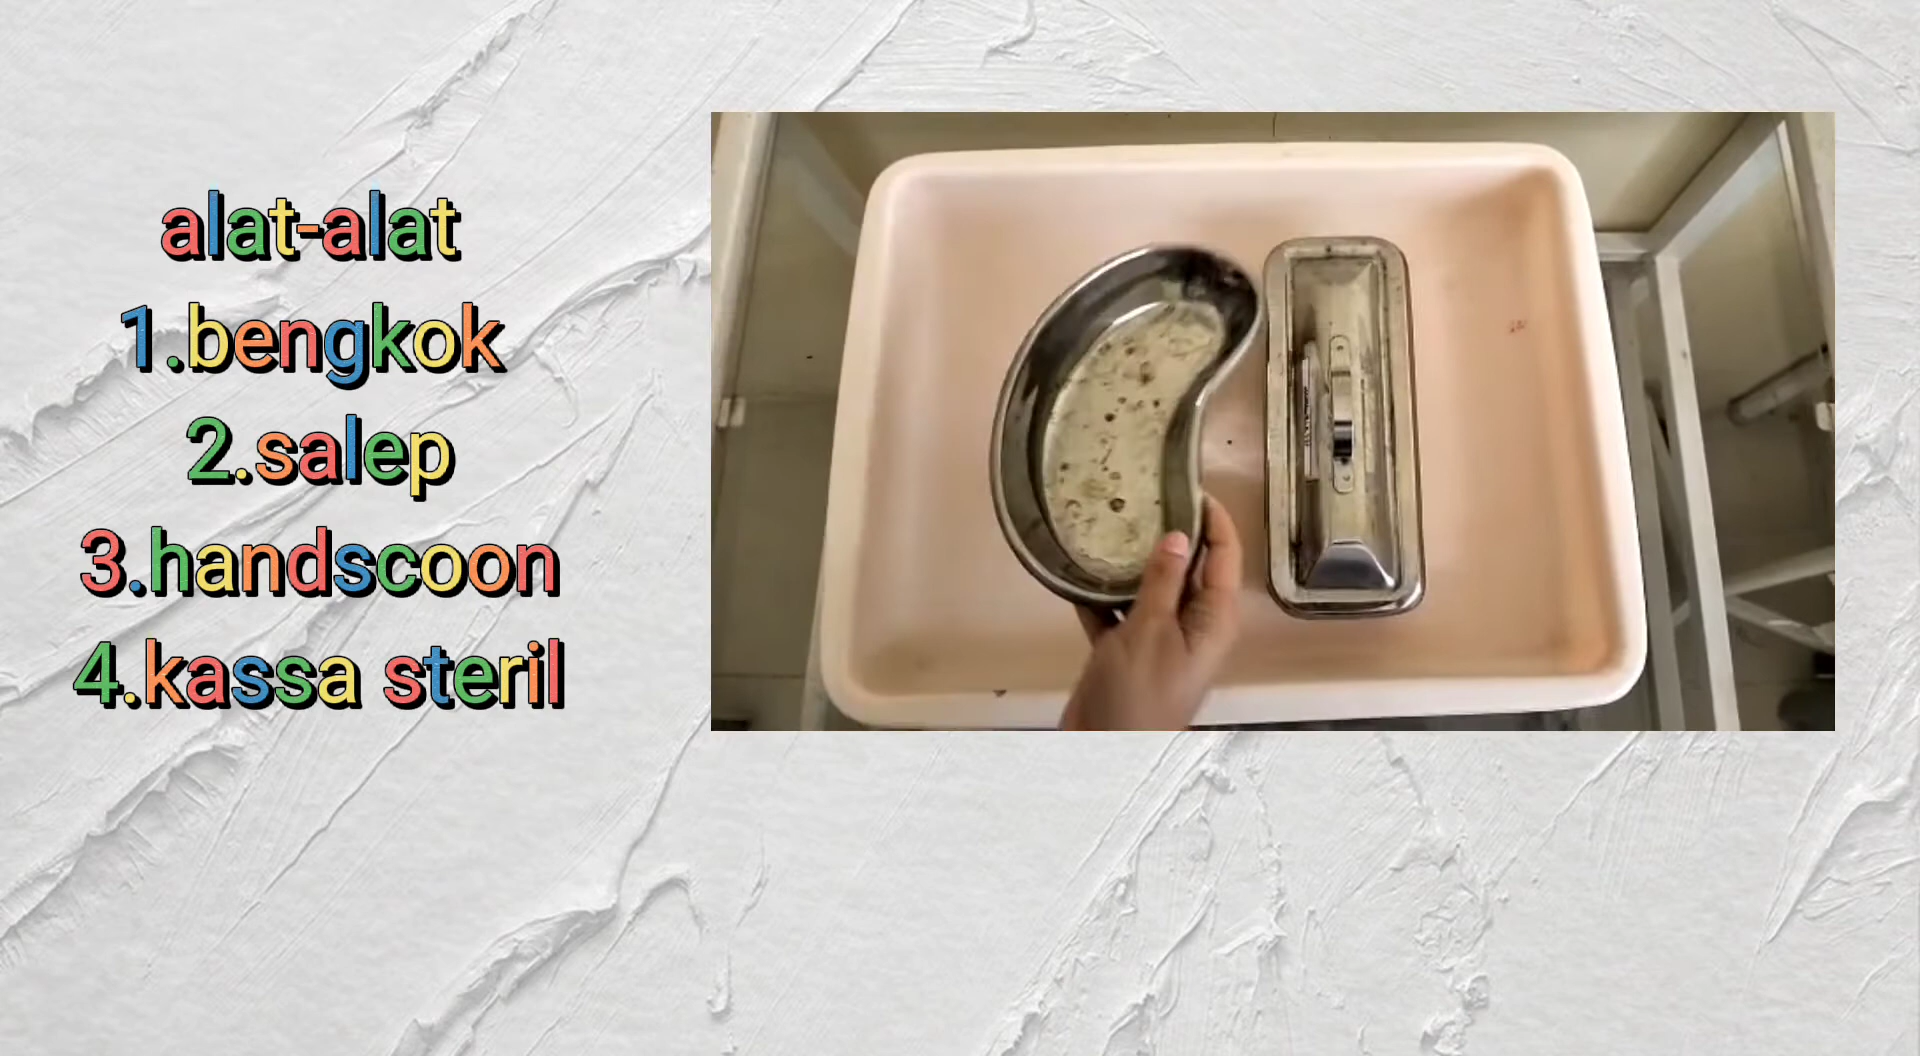 alat-alat
1.bengkok
2.salep
3.handscoon
4.kassa steril